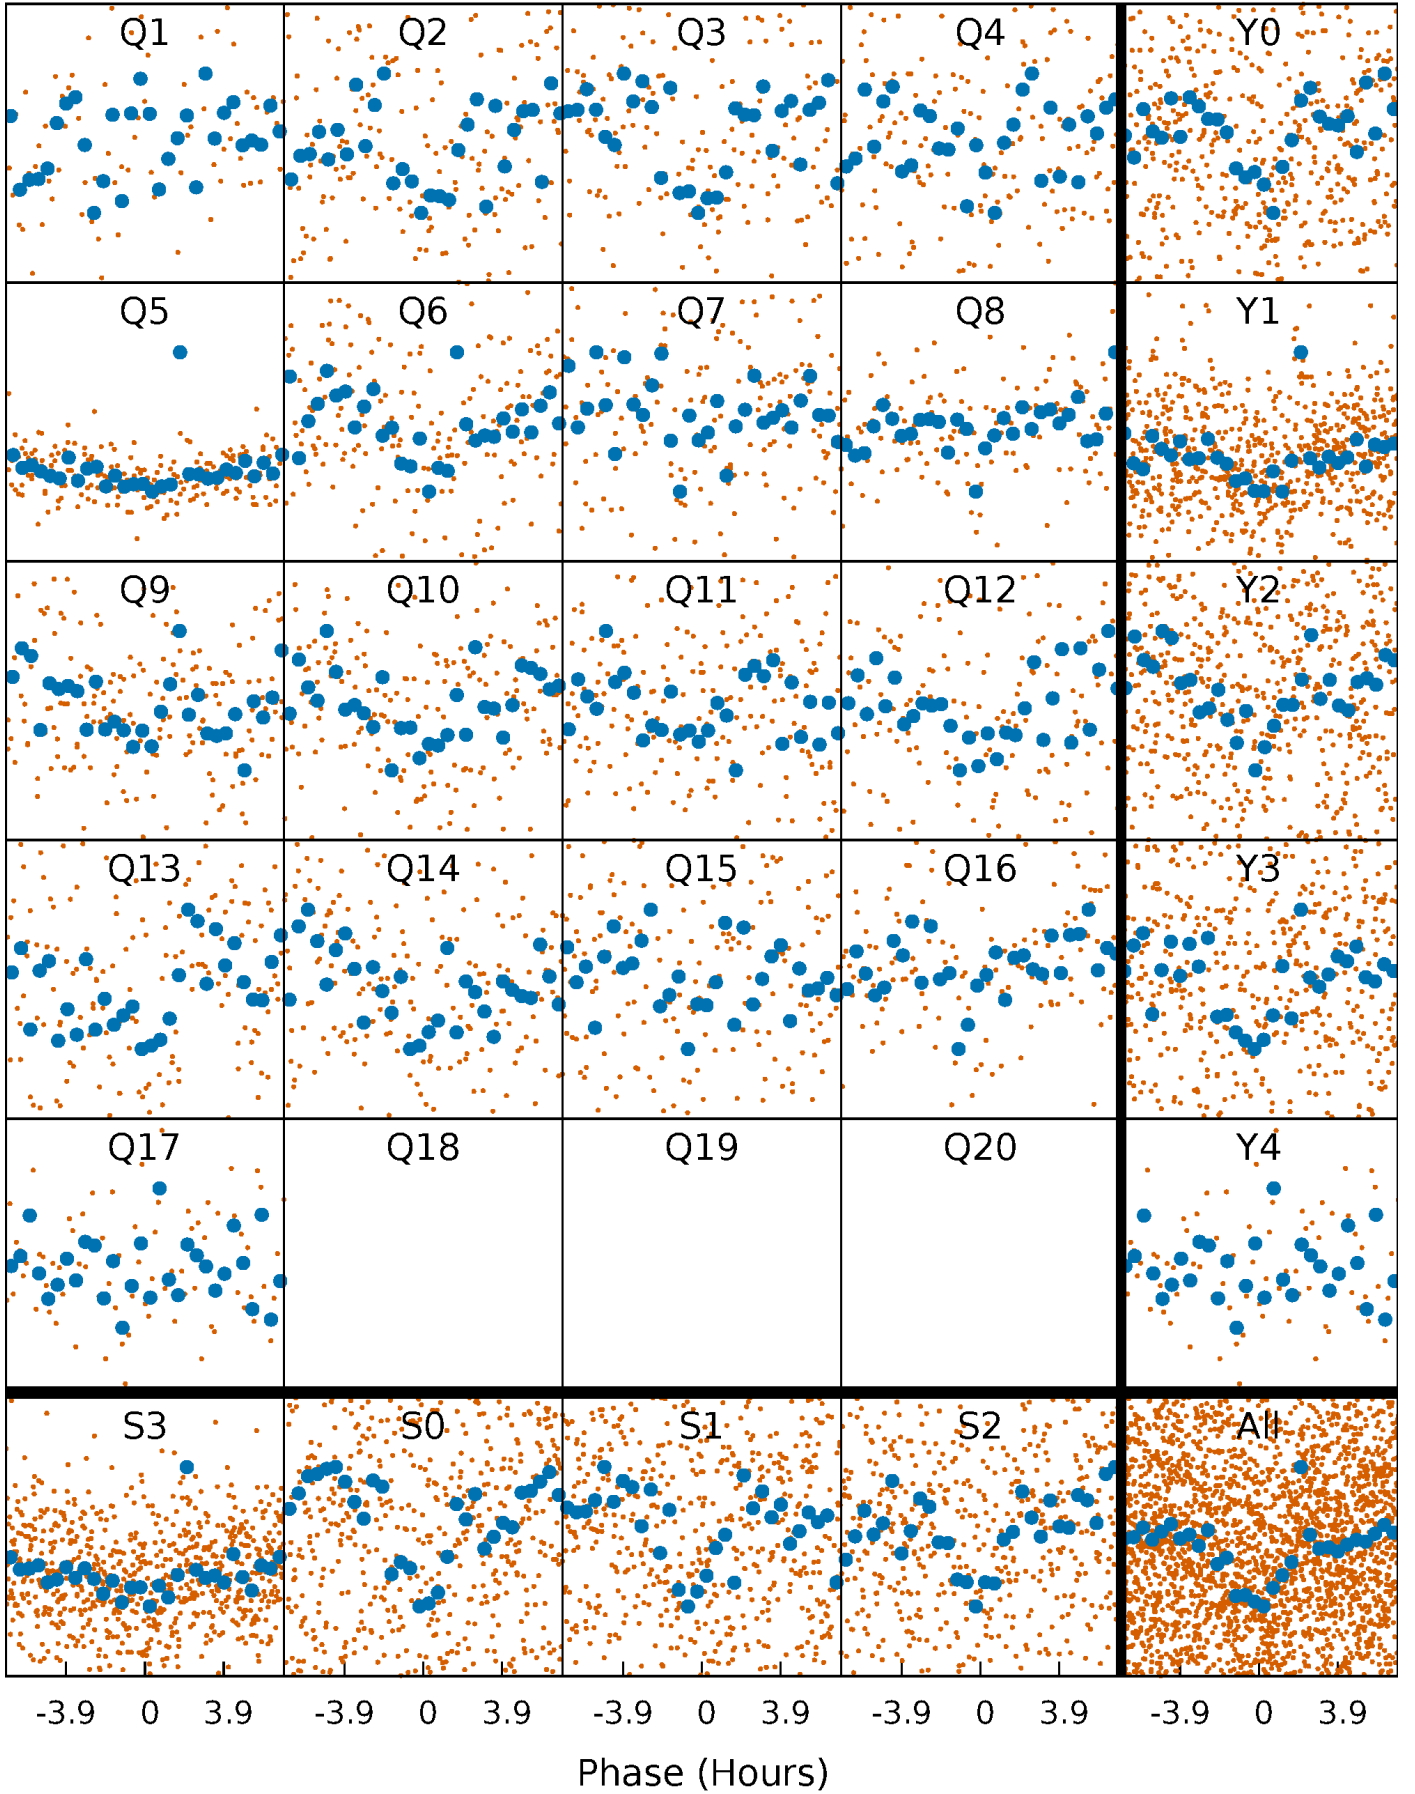 Q1 Q2 Q3 Q4 Y0
Q5 Q6 Q7 Q8 Y1
Q9 Q10 Q11 Q12 Y2
Q13 Q14 Q15 Q16 Y3
Q17 Q18 Q19 Q20 Y4
S3 S0 S1 S2 All
-3.9 0 3.9 -3.9 0 3.9 -3.9 0 3.9 -3.9 0 3.9 -3.9 0 3.9
Phase (Hours)